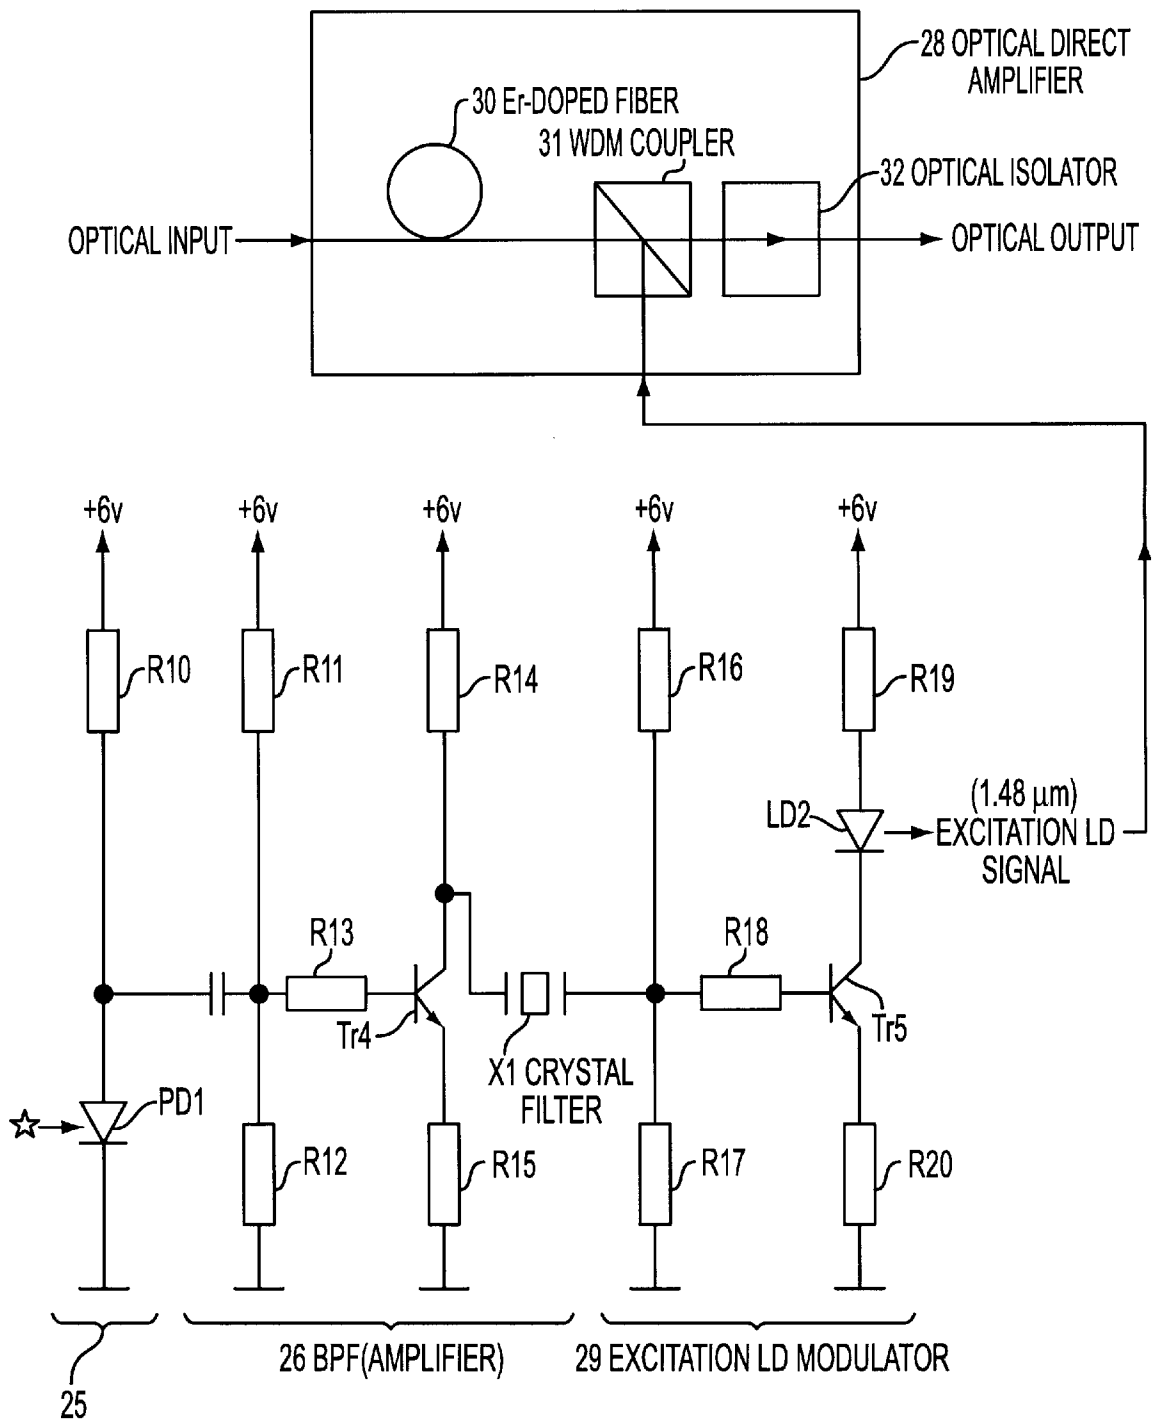 28 OPTICAL DIRECT
AMPLIFIER
30 Er-DOPED FIBER
31 WDM COUPLER
32 OPTICAL ISOLATOR
OPTICAL INPUT
OPTICAL OUTPUT
+6v
+6v
+6v
+6v
+6v
R10
R11
R14
R16
R19
LD2
(1.48 μm)
EXCITATION LD
SIGNAL
R13
R18
Tr4
Tr5
X1 CRYSTAL
FILTER
PD1
R12
R15
R17
R20
25
26 BPF(AMPLIFIER)
29 EXCITATION LD MODULATOR